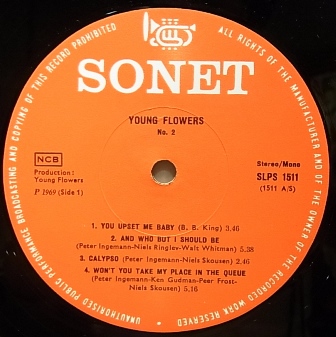 UNAUTHORISED PUBLIC PERFORMANCE BROADCASTING AND COPYING OF THIS RECORD PROHIBITED
ALL RIGHTS OF THE MANUFACTURER AND OF THE OWNER OF THE RECORDED WORK RESERVED
SONET
YOUNG FLOWERS
No. 2
NCB
Production:
Young Flowers
P 1969 (Side 1)
Stereo/Mono
SLPS 1511
(1511 A/S)
1. YOU UPSET ME BABY (B. B. King) 3.46
2. AND WHO BUT I SHOULD BE
(Peter Ingemann-Niels Ringlev-Walt Whitman) 5.38
3. CALYPSO (Peter Ingemann-Niels Skousen) 2.46
4. WON'T YOU TAKE MY PLACE IN THE QUEUE
(Peter Ingemann-Ken Gudman-Peer Frost-
Niels Skousen) 5.16